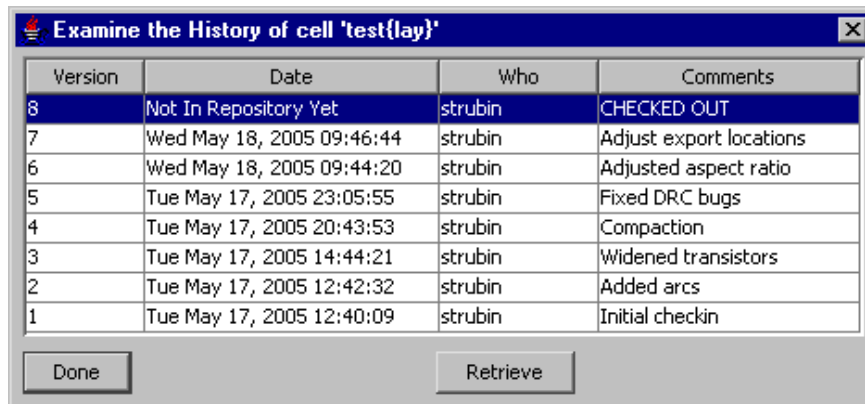 Examine the History of cell 'test{lay}'
Version Date Who Comments
8 Not In Repository Yet strubin CHECKED OUT
7 Wed May 18, 2005 09:46:44 strubin Adjust export locations
6 Wed May 18, 2005 09:44:20 strubin Adjusted aspect ratio
5 Tue May 17, 2005 23:05:55 strubin Fixed DRC bugs
4 Tue May 17, 2005 20:43:53 strubin Compaction
3 Tue May 17, 2005 14:44:21 strubin Widened transistors
2 Tue May 17, 2005 12:42:32 strubin Added arcs
1 Tue May 17, 2005 12:40:09 strubin Initial checkin
Done Retrieve